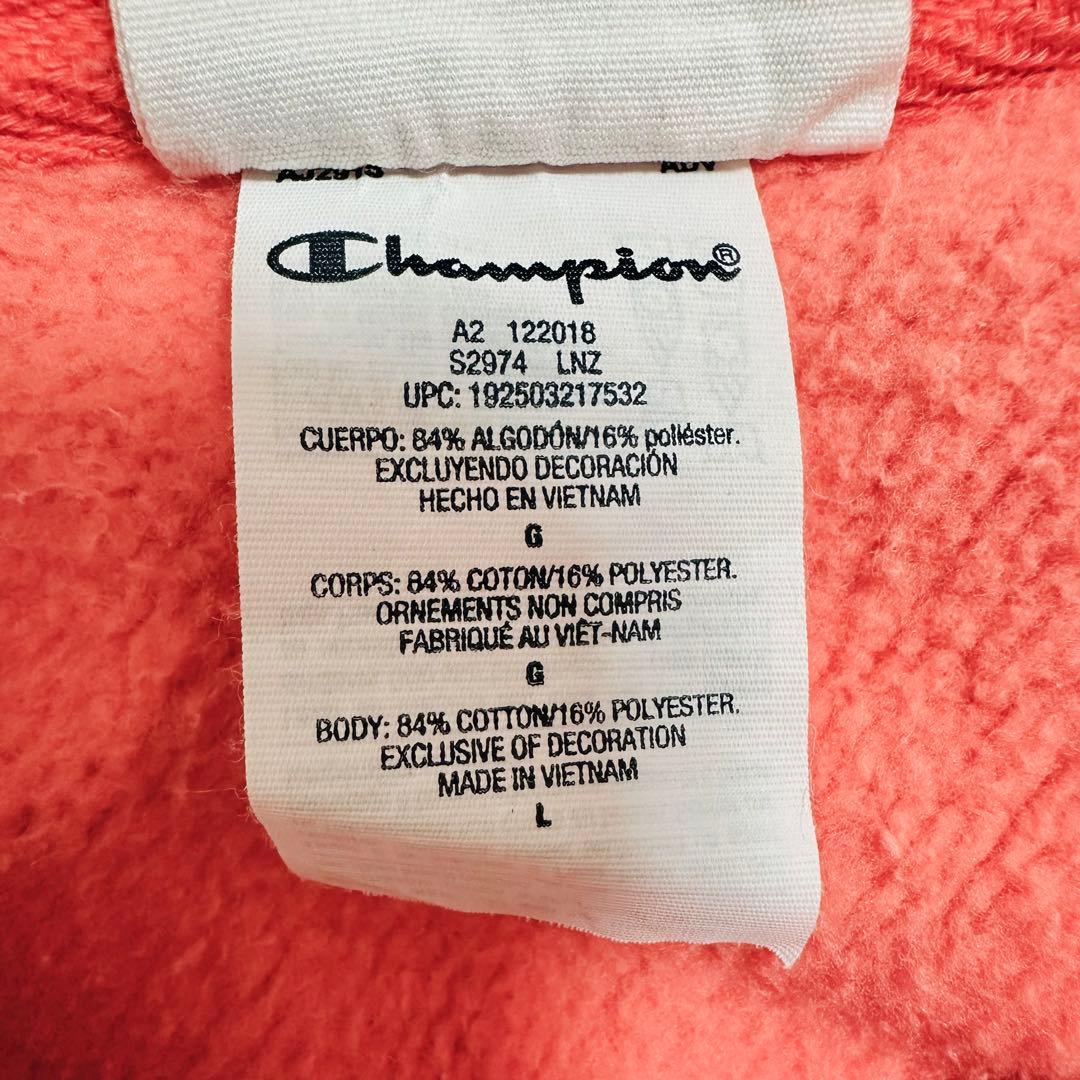 Champion®
A2 122018
S2974 LNZ
UPC: 192503217532
CUERPO: 84% ALGODÓN/16% poliéster.
EXCLUYENDO DECORACIÓN
HECHO EN VIETNAM
G
CORPS: 84% COTON/16% POLYESTER.
ORNEMENTS NON COMPRIS
FABRIQUÉ AU VIÊT-NAM
G
BODY: 84% COTTON/16% POLYESTER.
EXCLUSIVE OF DECORATION
MADE IN VIETNAM
L